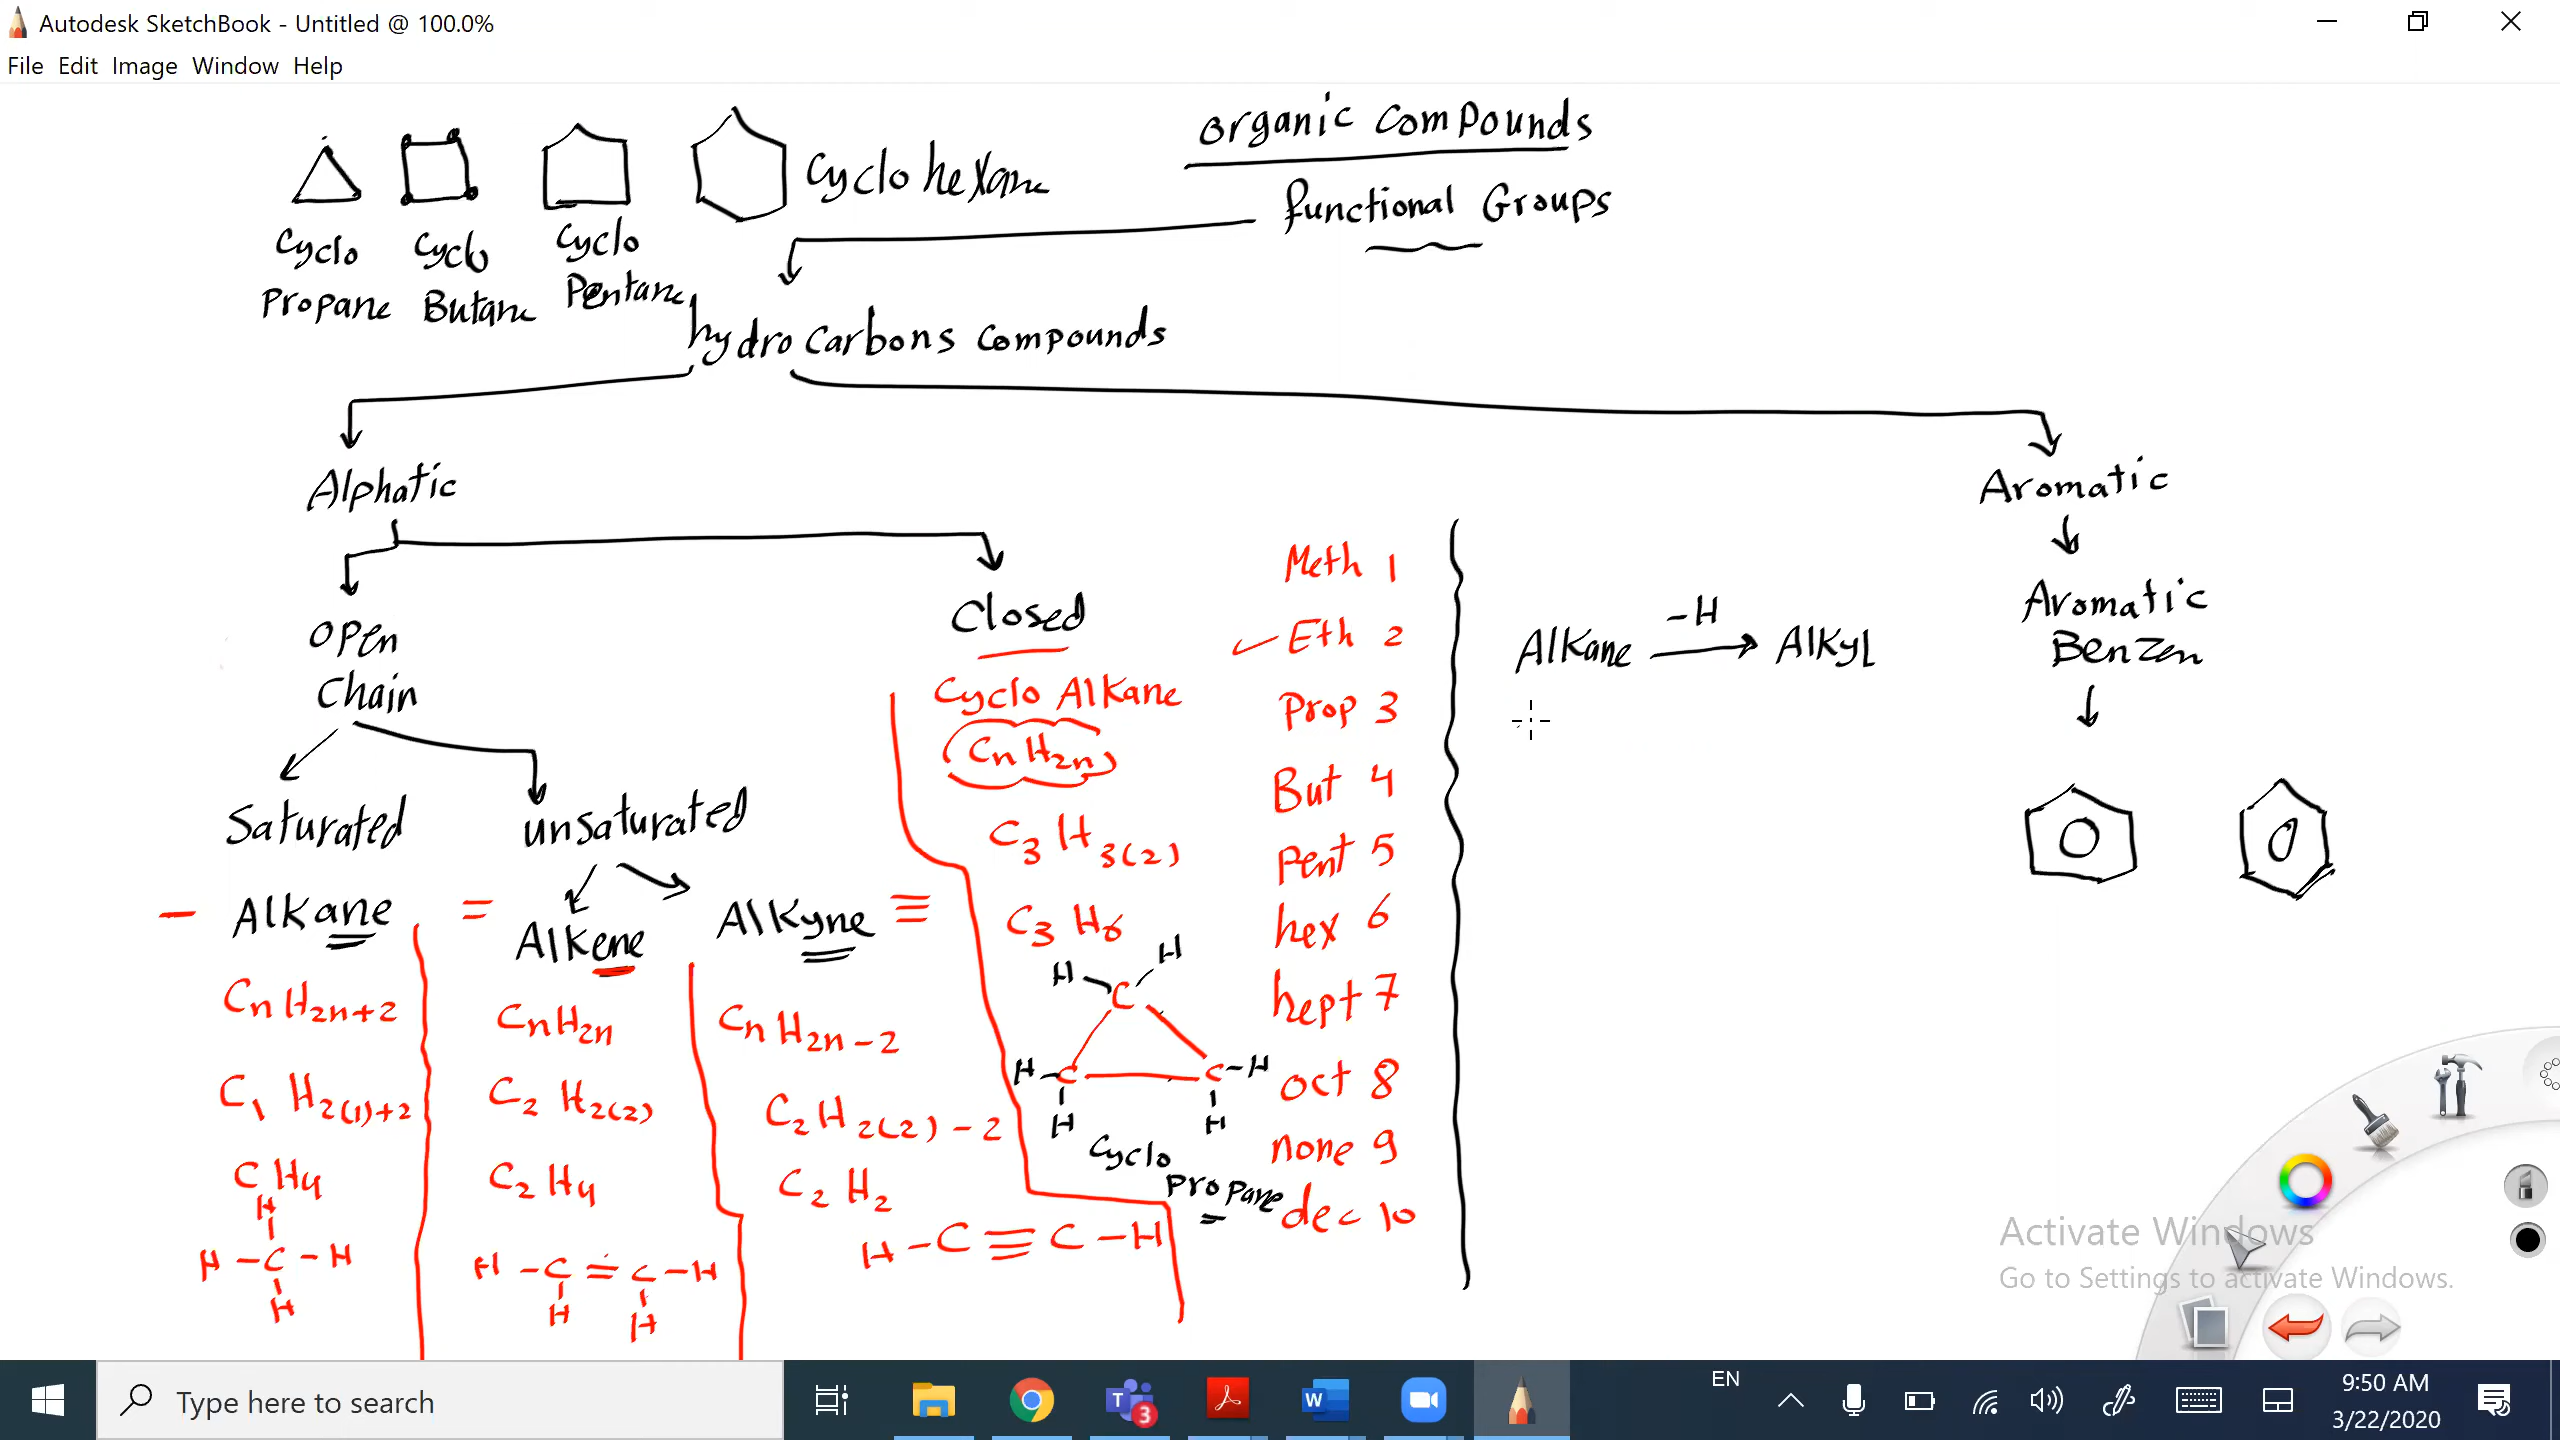 Autodesk SketchBook - Untitled @ 100.0%
File Edit Image Window Help
organic compounds
functional Groups
Cyclo Propane
Cyclo Butane
Cyclo Pentane
Cyclo hexane
hydro carbons compounds
Alphatic
Aromatic
Open Chain
Closed
Aromatic Benzen
Saturated
unsaturated
- Alkane
= Alkene
Alkyne ≡
CnH2n+2
C1 H2(1)+2
CH4
H
H - C - H
H
CnH2n
C2 H2(2)
C2 H4
H - C = C - H
H H
CnH2n-2
C2H2(2)-2
C2 H2
H - C ≡ C - H
Cyclo Alkane
(CnH2n)
C3H3(2)
C3 H6
H H
C
H - C C - H
H H
Cyclo Propane
Meth 1
✓ Eth 2
Prop 3
But 4
Pent 5
hex 6
hept 7
oct 8
none 9
dec 10
-H
Alkane → Alkyl
Activate Windows
Go to Settings to activate Windows.
Type here to search
3
W
EN
9:50 AM
3/22/2020